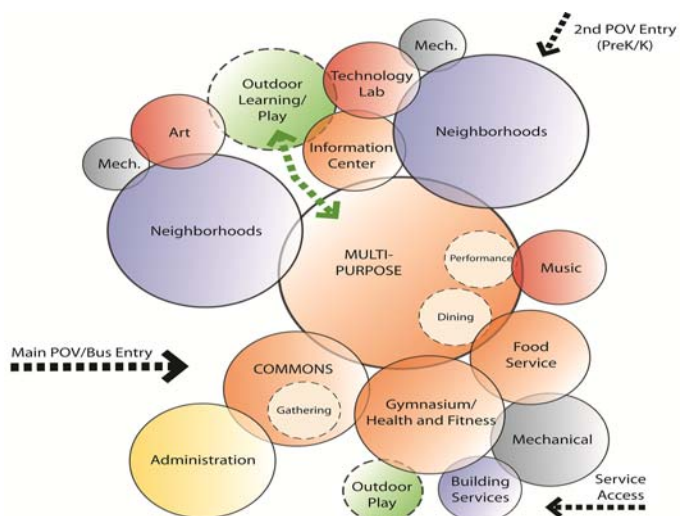 2nd POV Entry
(PreK/K)
Mech.
Technology
Lab
Outdoor
Learning/
Play
Neighborhoods
Art
Information
Center
Mech.
Neighborhoods
MULTI-
PURPOSE
Performance
Music
Dining
Main POV/Bus Entry
COMMONS
Food
Service
Gathering
Gymnasium/
Health and Fitness
Mechanical
Administration
Outdoor
Play
Building
Services
Service
Access